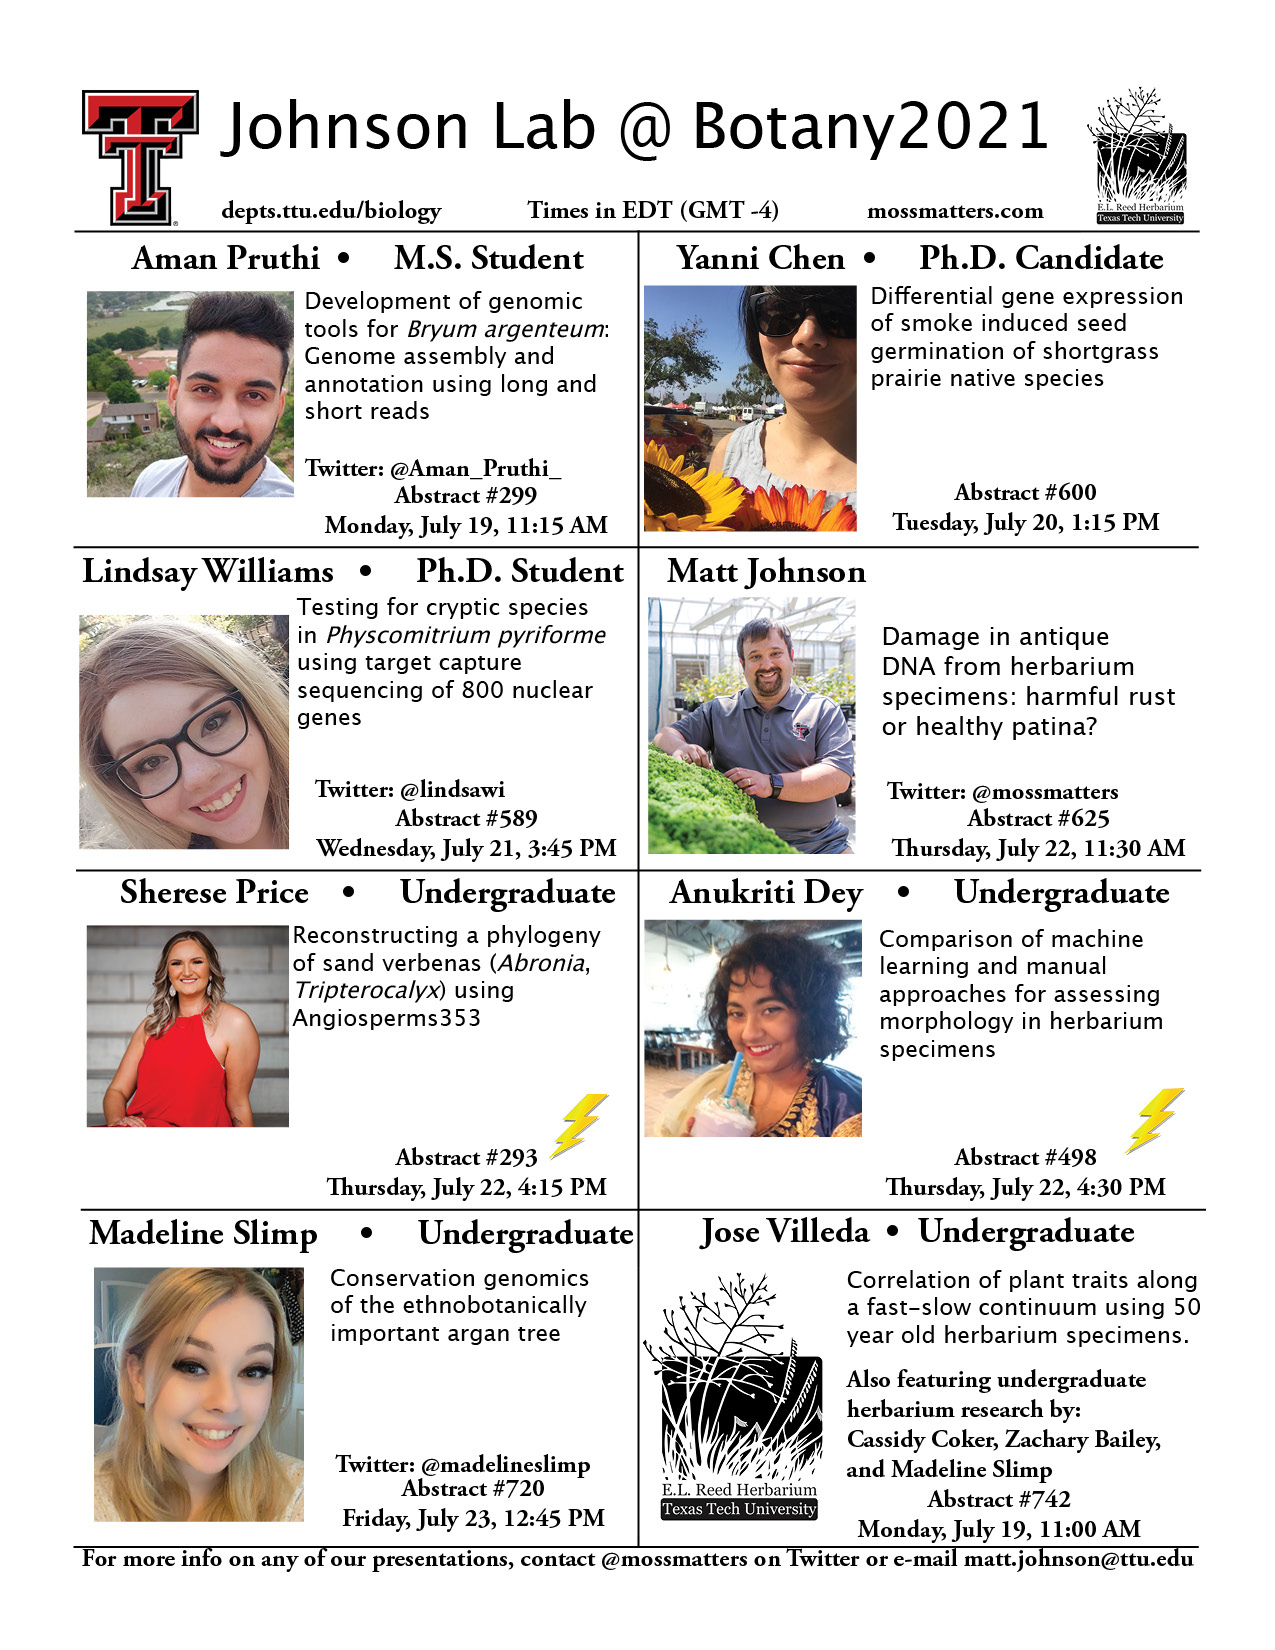 Johnson Lab @ Botany2021
depts.ttu.edu/biology Times in EDT (GMT -4) mossmatters.com
E.L. Reed Herbarium
Texas Tech University
Aman Pruthi • M.S. Student
Development of genomic
tools for Bryum argenteum:
Genome assembly and
annotation using long and
short reads
Twitter: @Aman_Pruthi_
Abstract #299
Monday, July 19, 11:15 AM
Yanni Chen • Ph.D. Candidate
Differential gene expression
of smoke induced seed
germination of shortgrass
prairie native species
Abstract #600
Tuesday, July 20, 1:15 PM
Lindsay Williams • Ph.D. Student
Testing for cryptic species
in Physcomitrium pyriforme
using target capture
sequencing of 800 nuclear
genes
Twitter: @lindsawi
Abstract #589
Wednesday, July 21, 3:45 PM
Matt Johnson
Damage in antique
DNA from herbarium
specimens: harmful rust
or healthy patina?
Twitter: @mossmatters
Abstract #625
Thursday, July 22, 11:30 AM
Sherese Price • Undergraduate
Reconstructing a phylogeny
of sand verbenas (Abronia,
Tripterocalyx) using
Angiosperms353
Abstract #293
Thursday, July 22, 4:15 PM
Anukriti Dey • Undergraduate
Comparison of machine
learning and manual
approaches for assessing
morphology in herbarium
specimens
Abstract #498
Thursday, July 22, 4:30 PM
Madeline Slimp • Undergraduate
Conservation genomics
of the ethnobotanically
important argan tree
Twitter: @madelineslimp
Abstract #720
Friday, July 23, 12:45 PM
Jose Villeda • Undergraduate
Correlation of plant traits along
a fast-slow continuum using 50
year old herbarium specimens.
Also featuring undergraduate
herbarium research by:
Cassidy Coker, Zachary Bailey,
and Madeline Slimp
Abstract #742
Monday, July 19, 11:00 AM
E.L. Reed Herbarium
Texas Tech University
For more info on any of our presentations, contact @mossmatters on Twitter or e-mail matt.johnson@ttu.edu